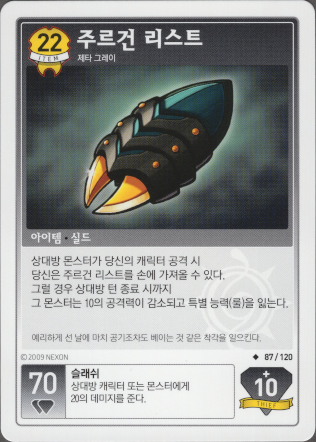 22
ITEM
주르건 리스트
제타 그레이
아이템 · 실드
상대방 몬스터가 당신의 캐릭터 공격 시
당신은 주르건 리스트를 손에 가져올 수 있다.
그럴 경우 상대방 턴 종료 시까지
그 몬스터는 10의 공격력이 감소되고 특별 능력(룰)을 잃는다.
예리하게 선 날에 마치 공기조차도 베이는 것 같은 착각을 일으킨다.
© 2009 NEXON
◆ 87/120
70
슬래쉬
상대방 캐릭터 또는 몬스터에게
20의 데미지를 준다.
+
10
THIEF